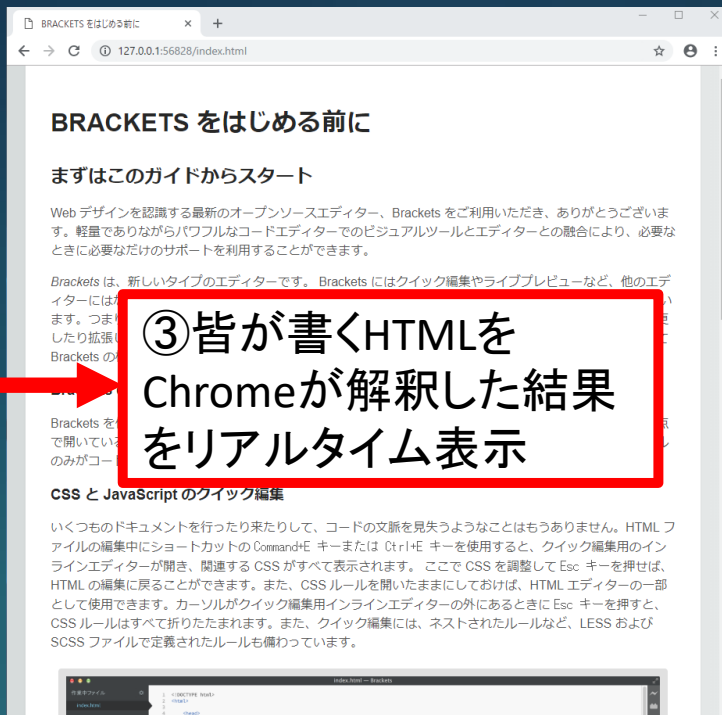 BRACKETS をはじめる前に
127.0.0.1:56828/index.html
BRACKETS をはじめる前に
まずはこのガイドからスタート
Web デザインを認識する最新のオープンソースエディター、Brackets をご利用いただき、ありがとうございま
す。軽量でありながらパワフルなコードエディターでのビジュアルツールとエディターとの融合により、必要な
ときに必要なだけのサポートを利用することができます。
Brackets は、新しいタイプのエディターです。 Brackets にはクイック編集やライブプレビューなど、他のエデ
ィターには
ます。つま
したり拡張し
Brackets の
③皆が書くHTMLを
Chromeが解釈した結果
をリアルタイム表示
Brackets を
で開いている
のみがコー
CSS と JavaScript のクイック編集
いくつものドキュメントを行ったり来たりして、コードの文脈を見失うようなことはもうありません。HTML フ
ァイルの編集中にショートカットの Command+E キーまたは Ctrl+E キーを使用すると、クイック編集用のイン
ラインエディターが開き、関連する CSS がすべて表示されます。 ここで CSS を調整して Esc キーを押せば、
HTML の編集に戻ることができます。また、CSS ルールを開いたままにしておけば、HTML エディターの一部
として使用できます。カーソルがクイック編集用インラインエディターの外にあるときに Esc キーを押すと、
CSS ルールはすべて折りたたまれます。また、クイック編集には、ネストされたルールなど、LESS および
SCSS ファイルで定義されたルールも備わっています。
index.html — Brackets
作業中ファイル
index.html
1 <!DOCTYPE html>
2 <html>
3
4 <head>